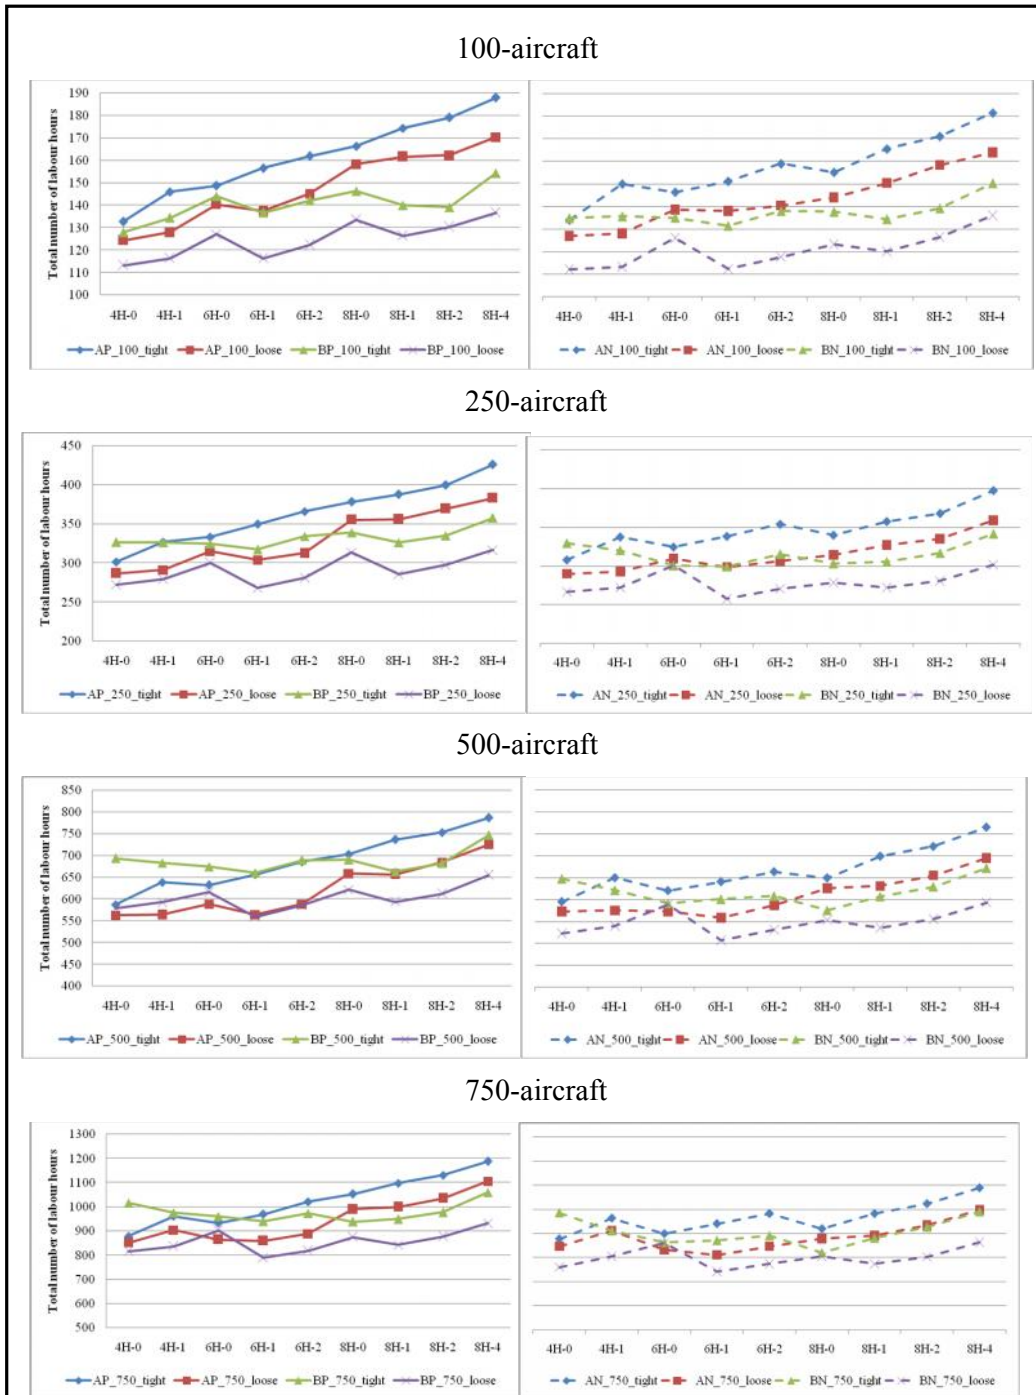 100-aircraft
Total number of labour hours
190
180
170
160
150
140
130
120
110
100
4H-0 4H-1 6H-0 6H-1 6H-2 8H-0 8H-1 8H-2 8H-4
AP_100_tight AP_100_loose BP_100_tight BP_100_loose
4H-0 4H-1 6H-0 6H-1 6H-2 8H-0 8H-1 8H-2 8H-4
AN_100_tight AN_100_loose BN_100_tight BN_100_loose
250-aircraft
Total number of labour hours
450
400
350
300
250
200
4H-0 4H-1 6H-0 6H-1 6H-2 8H-0 8H-1 8H-2 8H-4
AP_250_tight AP_250_loose BP_250_tight BP_250_loose
4H-0 4H-1 6H-0 6H-1 6H-2 8H-0 8H-1 8H-2 8H-4
AN_250_tight AN_250_loose BN_250_tight BN_250_loose
500-aircraft
Total number of labour hours
850
800
750
700
650
600
550
500
450
400
4H-0 4H-1 6H-0 6H-1 6H-2 8H-0 8H-1 8H-2 8H-4
AP_500_tight AP_500_loose BP_500_tight BP_500_loose
4H-0 4H-1 6H-0 6H-1 6H-2 8H-0 8H-1 8H-2 8H-4
AN_500_tight AN_500_loose BN_500_tight BN_500_loose
750-aircraft
Total number of labour hours
1300
1200
1100
1000
900
800
700
600
500
4H-0 4H-1 6H-0 6H-1 6H-2 8H-0 8H-1 8H-2 8H-4
AP_750_tight AP_750_loose BP_750_tight BP_750_loose
4H-0 4H-1 6H-0 6H-1 6H-2 8H-0 8H-1 8H-2 8H-4
AN_750_tight AN_750_loose BN_750_tight BN_750_loose